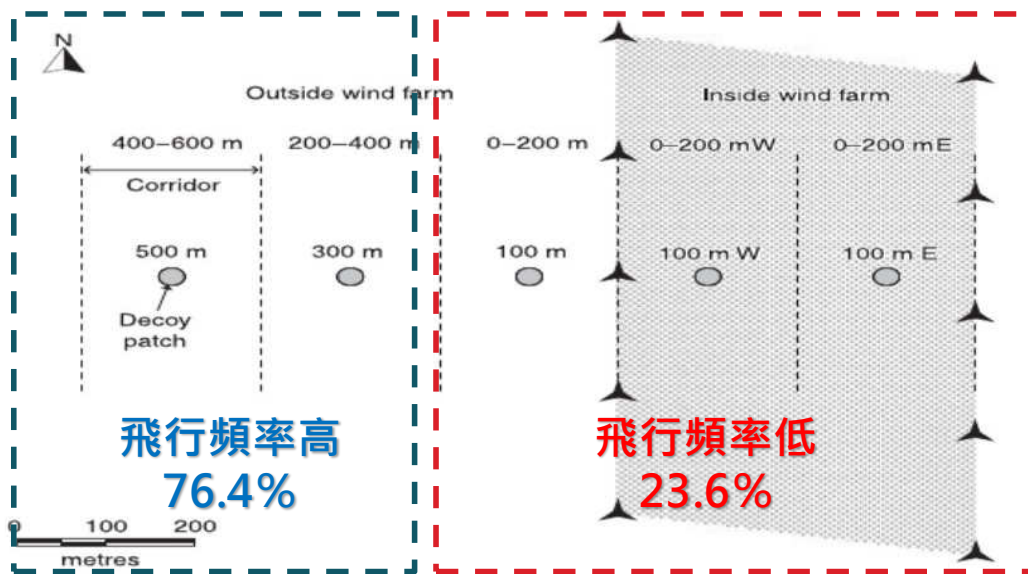 N
Outside wind farm
Inside wind farm
400–600 m
200–400 m
0–200 m
0–200 mW
0–200 mE
Corridor
500 m
300 m
100 m
100 m W
100 m E
Decoy
patch
飛行頻率高
76.4%
飛行頻率低
23.6%
0 100 200
metres